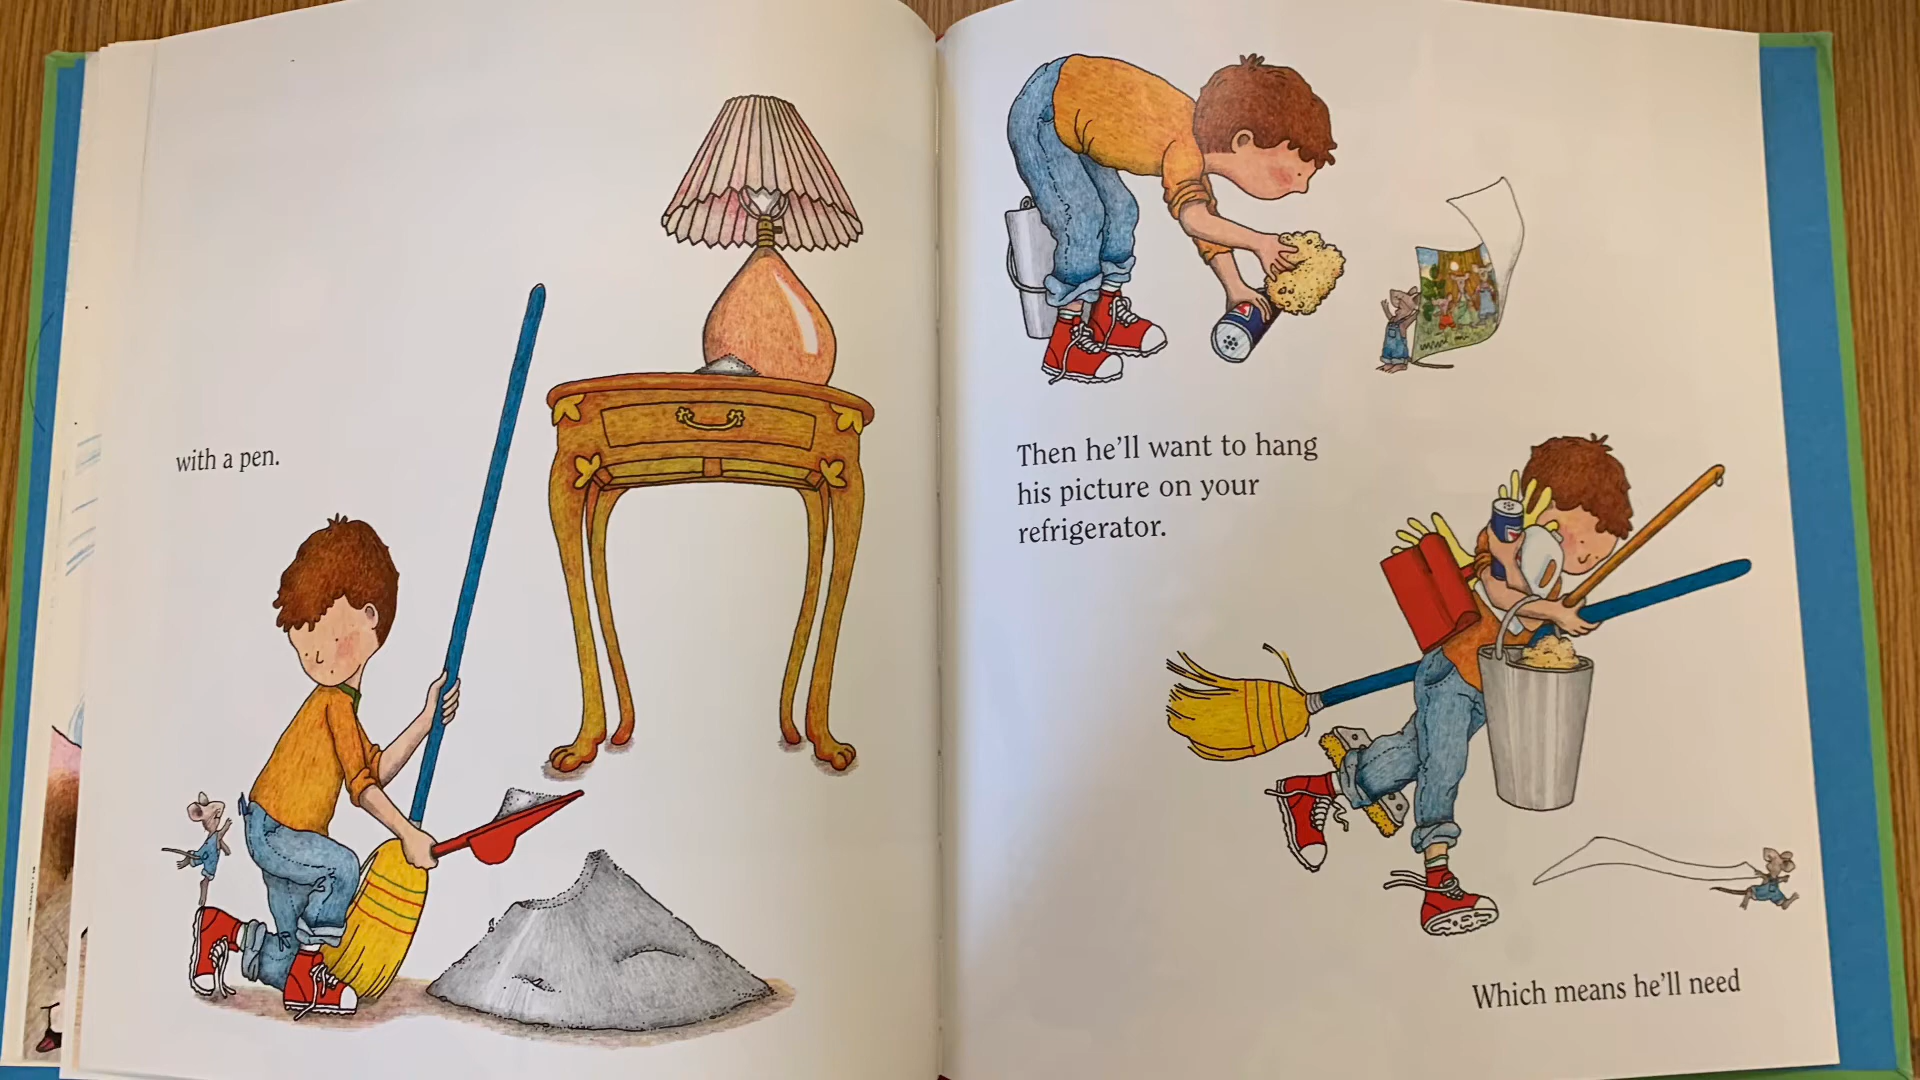 with a pen.
Then he'll want to hang
his picture on your
refrigerator.
Which means he'll need